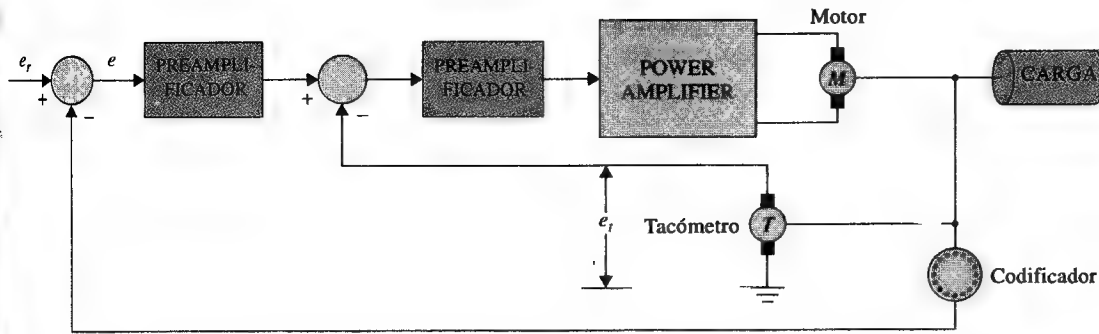 Motor
e_r
e
+
−
PREAMPLI-
FICADOR
+
−
PREAMPLI-
FICADOR
POWER
AMPLIFIER
M
CARGA
e_t
Tacómetro
T
Codificador